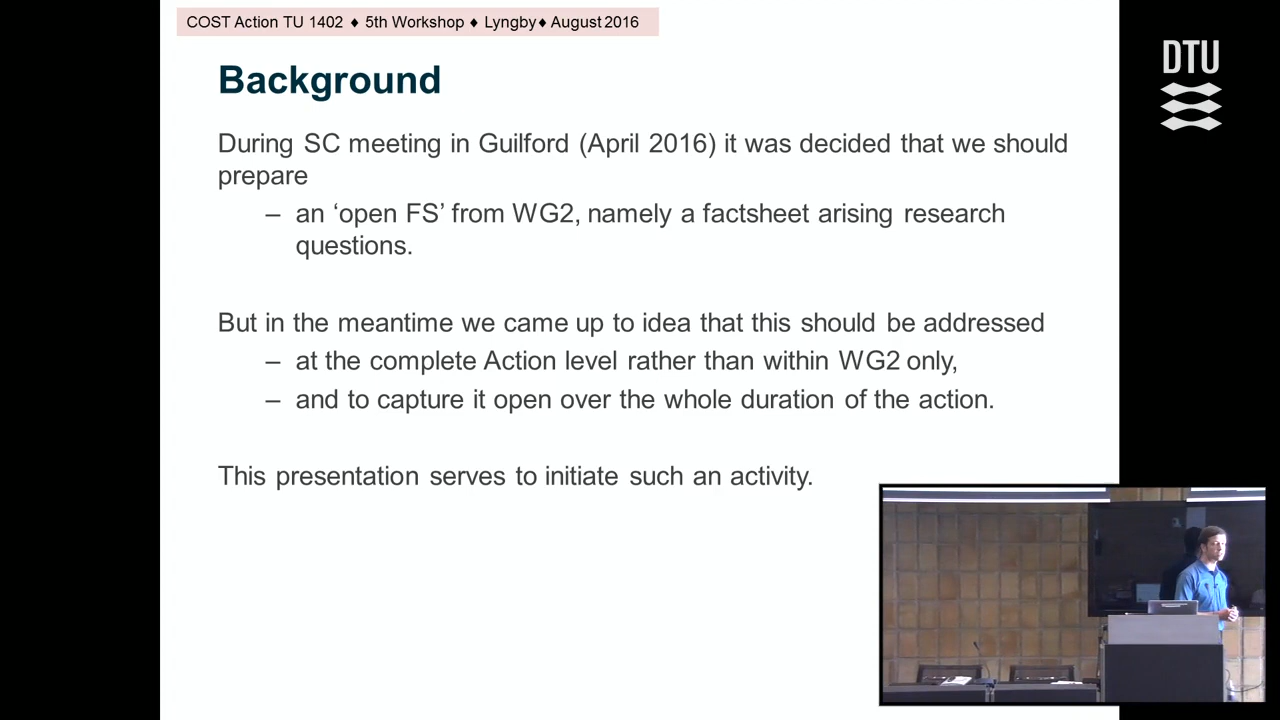 COST Action TU 1402 ♦ 5th Workshop ♦ Lyngby♦ August 2016
DTU
Background
During SC meeting in Guilford (April 2016) it was decided that we should
prepare
– an ‘open FS’ from WG2, namely a factsheet arising research
questions.
But in the meantime we came up to idea that this should be addressed
– at the complete Action level rather than within WG2 only,
– and to capture it open over the whole duration of the action.
This presentation serves to initiate such an activity.